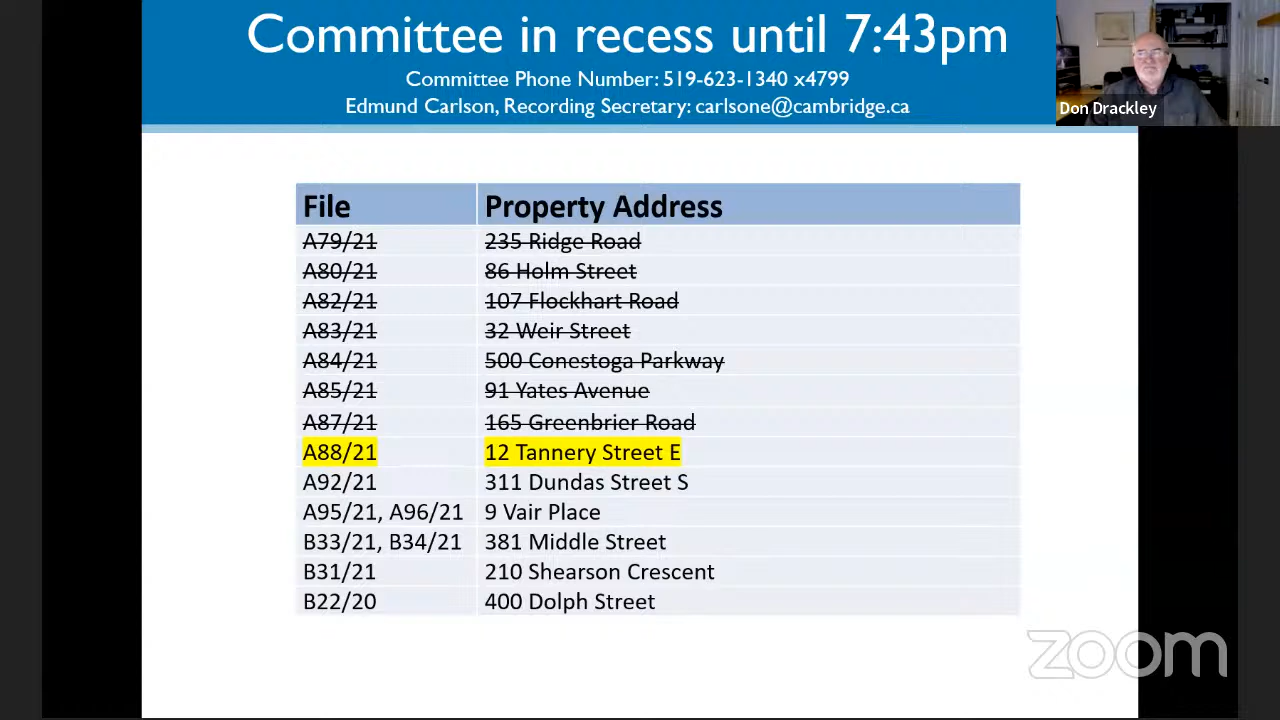 Committee in recess until 7:43pm
Committee Phone Number: 519-623-1340 x4799
Edmund Carlson, Recording Secretary: carlsone@cambridge.ca
Don Drackley
File Property Address
A79/21 235 Ridge Road
A80/21 86 Holm Street
A82/21 107 Flockhart Road
A83/21 32 Weir Street
A84/21 500 Conestoga Parkway
A85/21 91 Yates Avenue
A87/21 165 Greenbrier Road
A88/21 12 Tannery Street E
A92/21 311 Dundas Street S
A95/21, A96/21 9 Vair Place
B33/21, B34/21 381 Middle Street
B31/21 210 Shearson Crescent
B22/20 400 Dolph Street
zoom